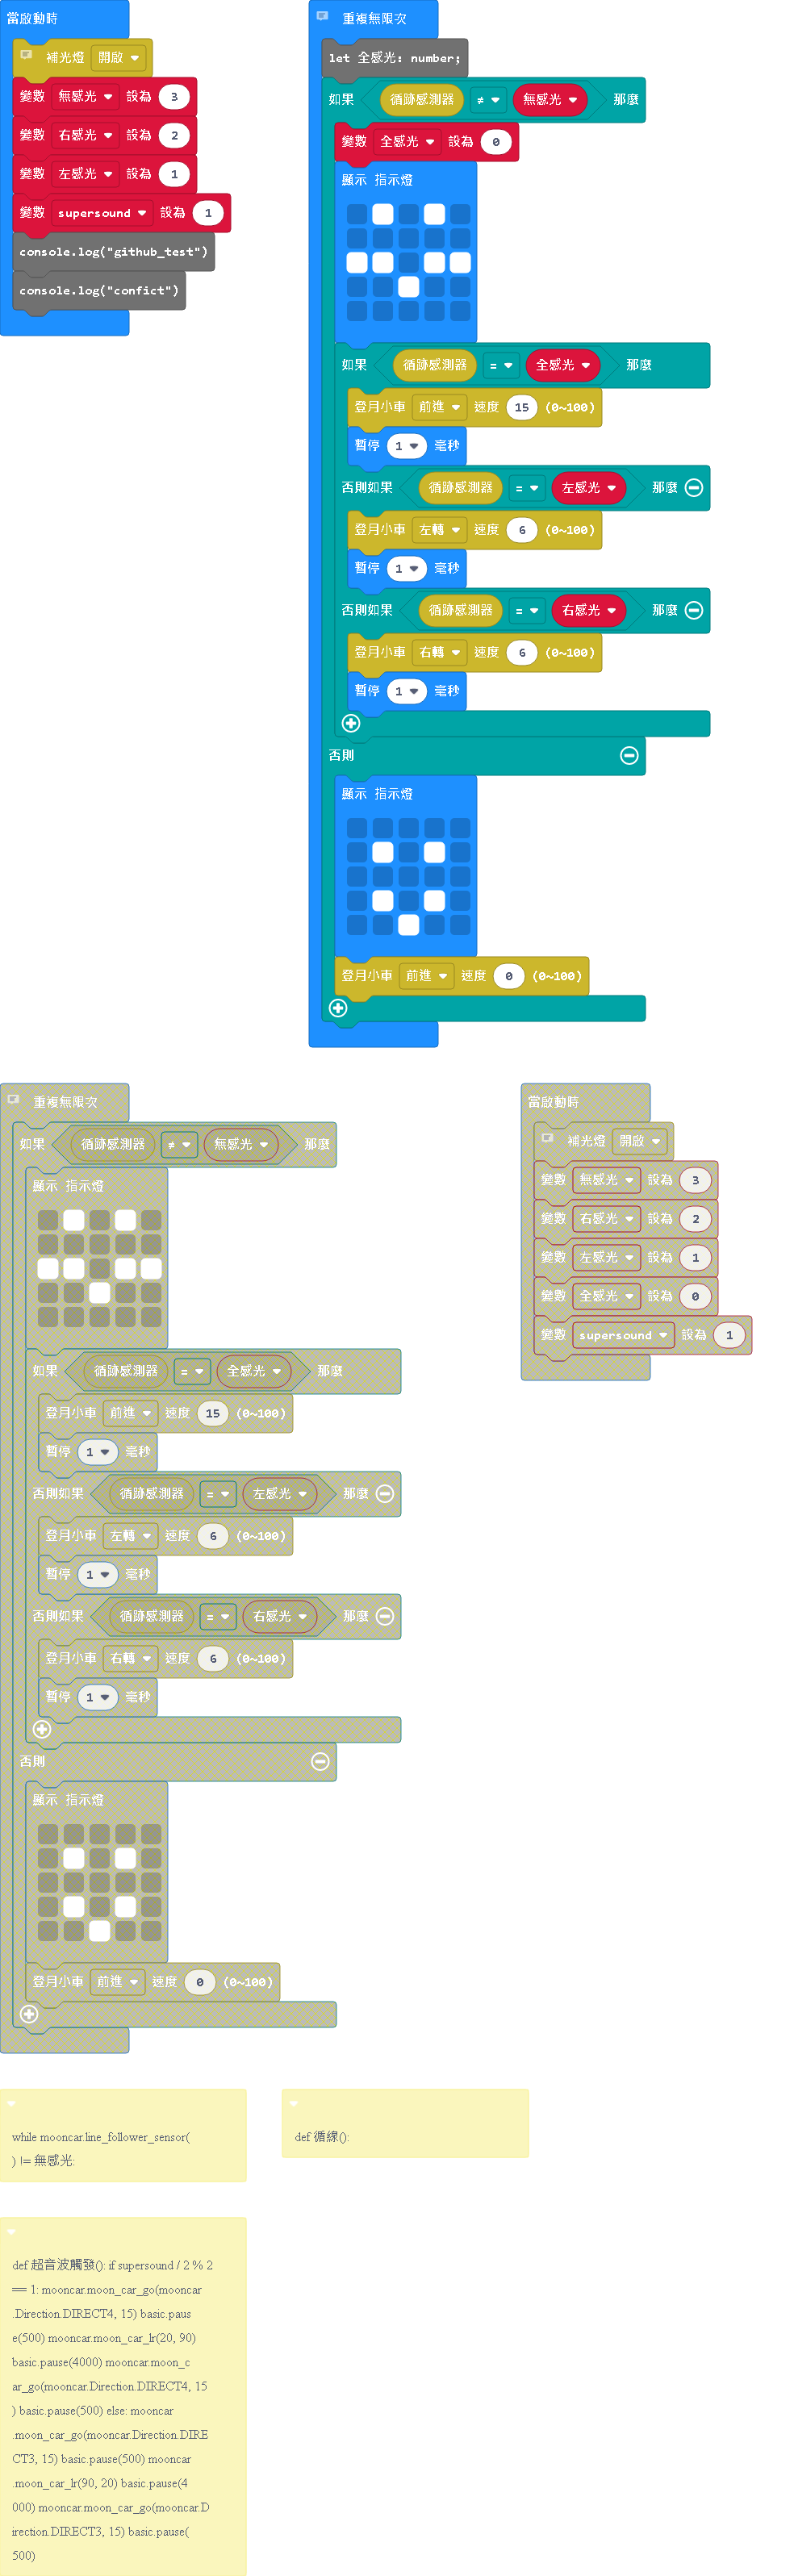 當啟動時
補光燈 開啟
變數 無感光 設為 3
變數 右感光 設為 2
變數 左感光 設為 1
變數 supersound 設為 1
console.log("github_test")
console.log("confict")
重複無限次
let 全感光: number;
如果 循跡感測器 ≠ 無感光 那麼
變數 全感光 設為 0
顯示 指示燈
如果 循跡感測器 = 全感光 那麼
登月小車 前進 速度 15 (0~100)
暫停 1 毫秒
否則如果 循跡感測器 = 左感光 那麼
登月小車 左轉 速度 6 (0~100)
暫停 1 毫秒
否則如果 循跡感測器 = 右感光 那麼
登月小車 右轉 速度 6 (0~100)
暫停 1 毫秒
否則
顯示 指示燈
登月小車 前進 速度 0 (0~100)
重複無限次
如果 循跡感測器 ≠ 無感光 那麼
顯示 指示燈
如果 循跡感測器 = 全感光 那麼
登月小車 前進 速度 15 (0~100)
暫停 1 毫秒
否則如果 循跡感測器 = 左感光 那麼
登月小車 左轉 速度 6 (0~100)
暫停 1 毫秒
否則如果 循跡感測器 = 右感光 那麼
登月小車 右轉 速度 6 (0~100)
暫停 1 毫秒
否則
顯示 指示燈
登月小車 前進 速度 0 (0~100)
當啟動時
補光燈 開啟
變數 無感光 設為 3
變數 右感光 設為 2
變數 左感光 設為 1
變數 全感光 設為 0
變數 supersound 設為 1
while mooncar.line_follower_sensor(
) != 無感光:
def 循線():
def 超音波觸發(): if supersound / 2 % 2
== 1: mooncar.moon_car_go(mooncar
.Direction.DIRECT4, 15) basic.paus
e(500) mooncar.moon_car_lr(20, 90)
basic.pause(4000) mooncar.moon_c
ar_go(mooncar.Direction.DIRECT4, 15
) basic.pause(500) else: mooncar
.moon_car_go(mooncar.Direction.DIRE
CT3, 15) basic.pause(500) mooncar
.moon_car_lr(90, 20) basic.pause(4
000) mooncar.moon_car_go(mooncar.D
irection.DIRECT3, 15) basic.pause(
500)